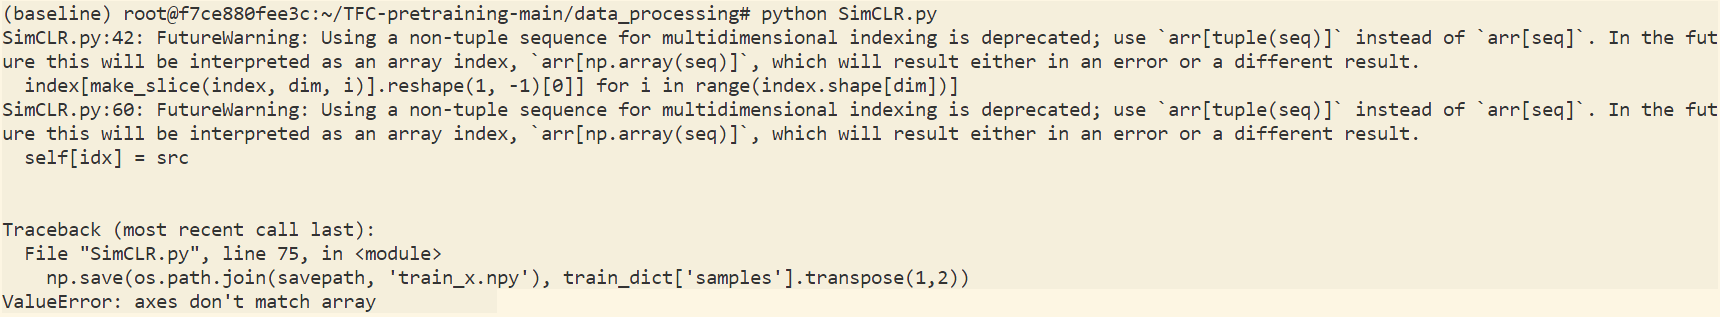 (baseline) root@f7ce880fee3c:~/TFC-pretraining-main/data_processing# python SimCLR.py
SimCLR.py:42: FutureWarning: Using a non-tuple sequence for multidimensional indexing is deprecated; use `arr[tuple(seq)]` instead of `arr[seq]`. In the fut
ure this will be interpreted as an array index, `arr[np.array(seq)]`, which will result either in an error or a different result.
  index[make_slice(index, dim, i)].reshape(1, -1)[0]] for i in range(index.shape[dim])]
SimCLR.py:60: FutureWarning: Using a non-tuple sequence for multidimensional indexing is deprecated; use `arr[tuple(seq)]` instead of `arr[seq]`. In the fut
ure this will be interpreted as an array index, `arr[np.array(seq)]`, which will result either in an error or a different result.
  self[idx] = src
Traceback (most recent call last):
  File "SimCLR.py", line 75, in <module>
    np.save(os.path.join(savepath, 'train_x.npy'), train_dict['samples'].transpose(1,2))
ValueError: axes don't match array